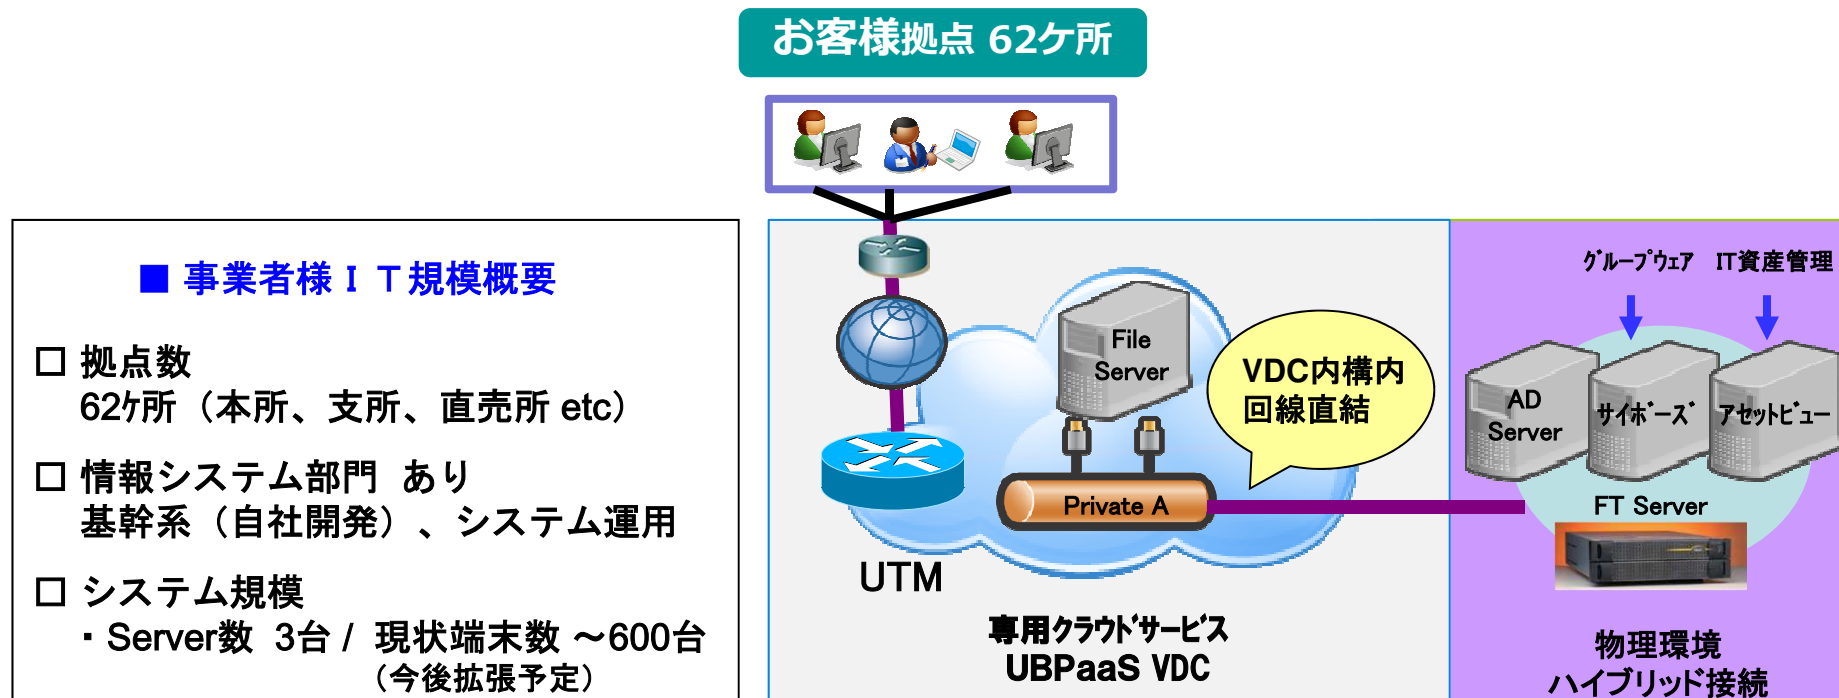 お客様拠点 62ケ所
■ 事業者様ＩＴ規模概要
□ 拠点数
62ｹ所（本所、支所、直売所 etc）
□ 情報システム部門 あり
基幹系（自社開発）、システム運用
□ システム規模
・Server数 3台 / 現状端末数 ～600台
（今後拡張予定）
File
Server
VDC内構内
回線直結
Private A
UTM
専用クラウドサービス
UBPaaS VDC
グループウェア IT資産管理
AD
Server
サイボーズ
アセットビュー
FT Server
物理環境
ハイブリッド接続